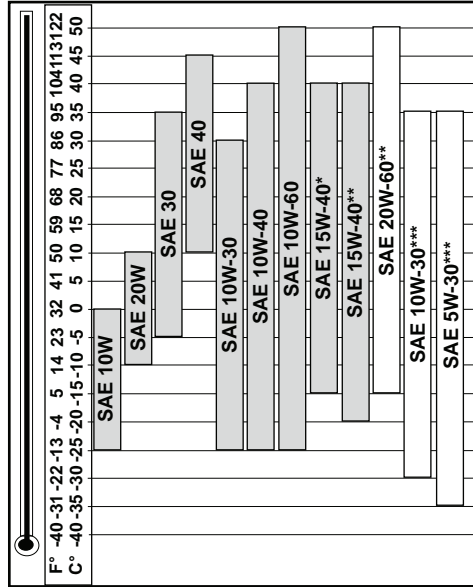 F° -40 -31 -22 -13 -4 5 14 23 32 41 50 59 68 77 86 95 104 113 122
C° -40 -35 -30 -25 -20 -15 -10 -5 0 5 10 15 20 25 30 35 40 45 50
SAE 10W
SAE 20W
SAE 30
SAE 40
SAE 10W-30
SAE 10W-40
SAE 10W-60
SAE 15W-40*
SAE 15W-40**
SAE 20W-60**
SAE 10W-30***
SAE 5W-30***